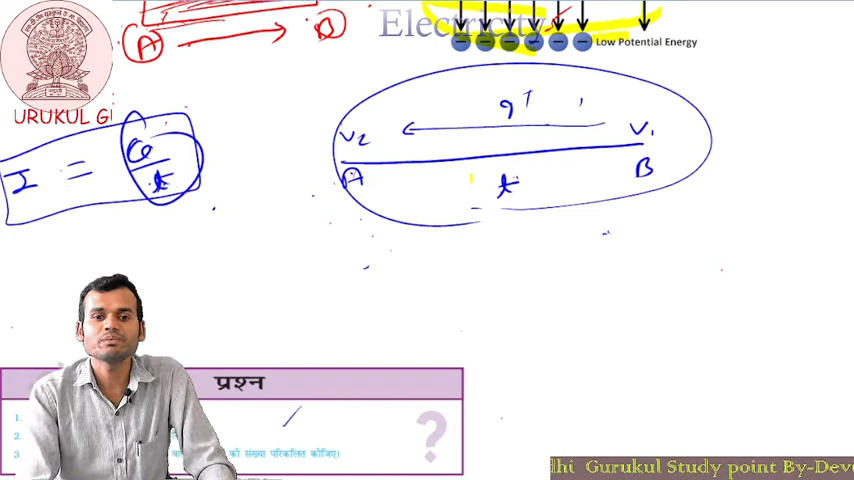 Electricity
A
B
Low Potential Energy
URUKUL G
I = Q/t
q
V2
V1
A
t
B
प्रश्न
1.
2.
3
की संख्या परिकलित कीजिए।
?
dhi Gurukul Study point By-Dev